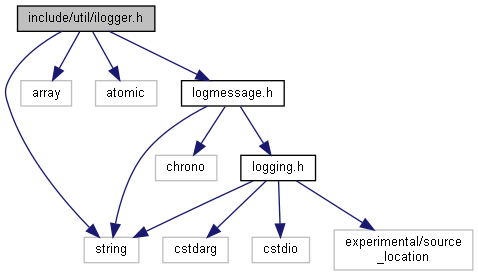 include/util/ilogger.h
array
atomic
logmessage.h
chrono
logging.h
string
cstdarg
cstdio
experimental/source
_location